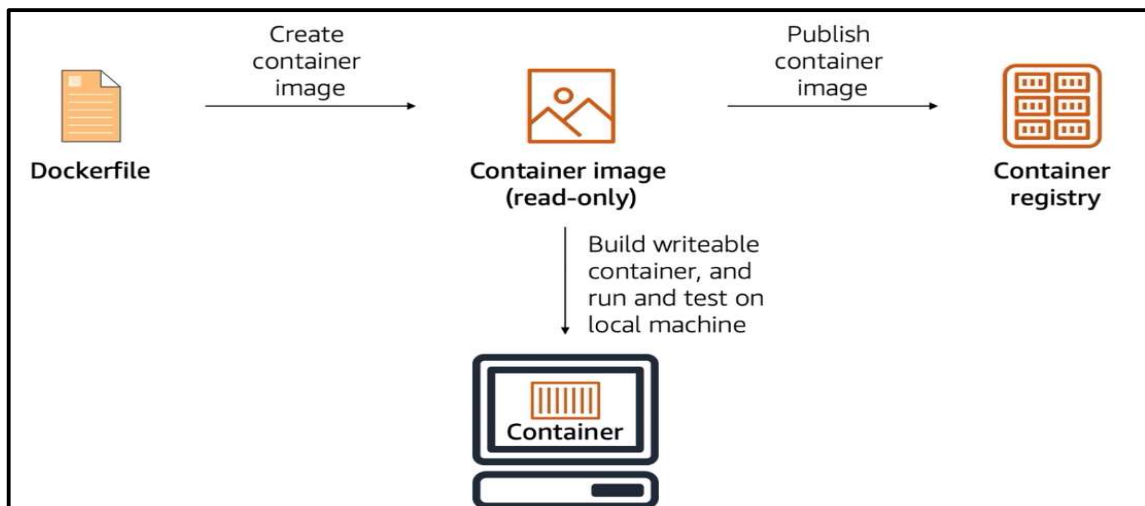 Create
container
image
Publish
container
image
Dockerfile
Container image
(read-only)
Container
registry
Build writeable
container, and
run and test on
local machine
Container